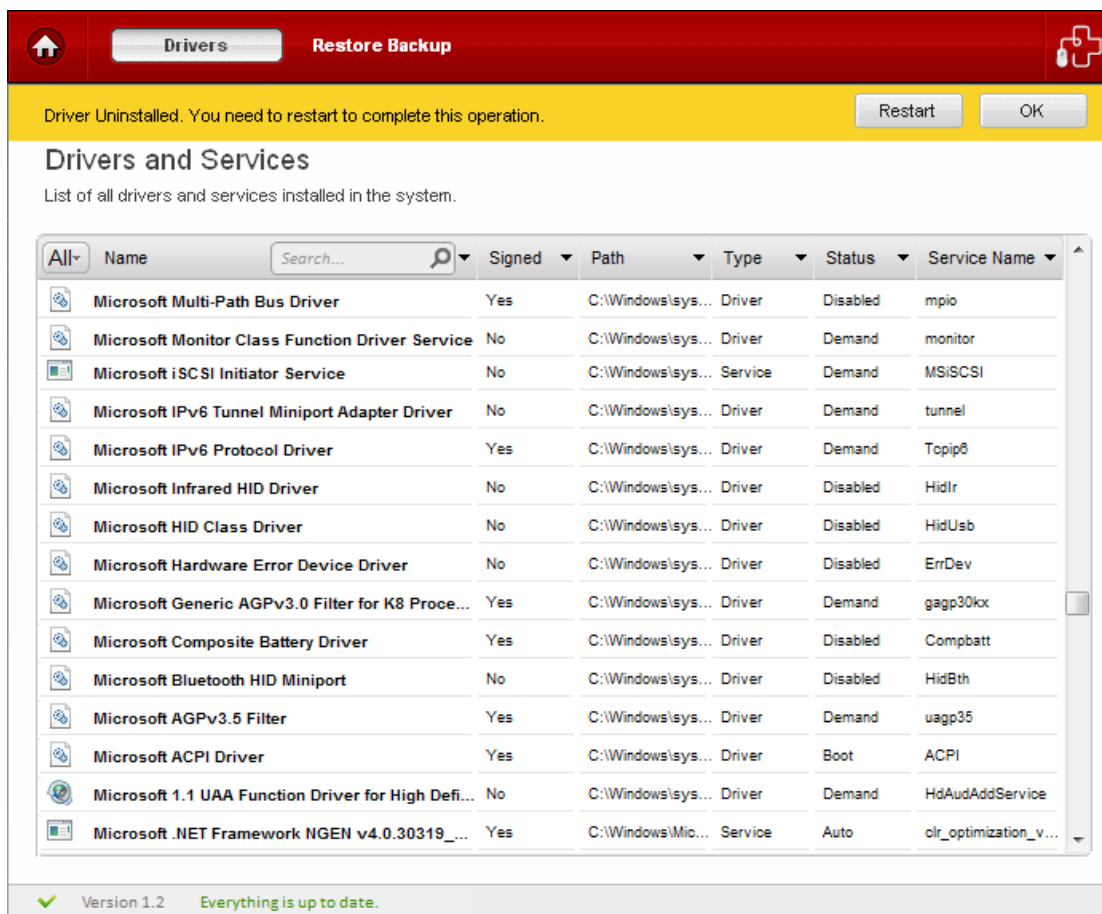 Drivers Restore Backup
Driver Uninstalled. You need to restart to complete this operation. Restart OK
Drivers and Services
List of all drivers and services installed in the system.
All Name Search... Signed Path Type Status Service Name
Microsoft Multi-Path Bus Driver Yes C:\Windows\sys... Driver Disabled mpio
Microsoft Monitor Class Function Driver Service No C:\Windows\sys... Driver Demand monitor
Microsoft iSCSI Initiator Service No C:\Windows\sys... Service Demand MSiSCSI
Microsoft IPv6 Tunnel Miniport Adapter Driver No C:\Windows\sys... Driver Demand tunnel
Microsoft IPv6 Protocol Driver Yes C:\Windows\sys... Driver Demand Tcpip6
Microsoft Infrared HID Driver No C:\Windows\sys... Driver Disabled HidIr
Microsoft HID Class Driver No C:\Windows\sys... Driver Disabled HidUsb
Microsoft Hardware Error Device Driver No C:\Windows\sys... Driver Disabled ErrDev
Microsoft Generic AGPv3.0 Filter for K8 Proce... Yes C:\Windows\sys... Driver Demand gagp30kx
Microsoft Composite Battery Driver Yes C:\Windows\sys... Driver Disabled Compbatt
Microsoft Bluetooth HID Miniport No C:\Windows\sys... Driver Disabled HidBth
Microsoft AGPv3.5 Filter Yes C:\Windows\sys... Driver Demand uagp35
Microsoft ACPI Driver Yes C:\Windows\sys... Driver Boot ACPI
Microsoft 1.1 UAA Function Driver for High Defi... No C:\Windows\sys... Driver Demand HdAudAddService
Microsoft .NET Framework NGEN v4.0.30319_... Yes C:\Windows\Mic... Service Auto clr_optimization_v...
Version 1.2 Everything is up to date.